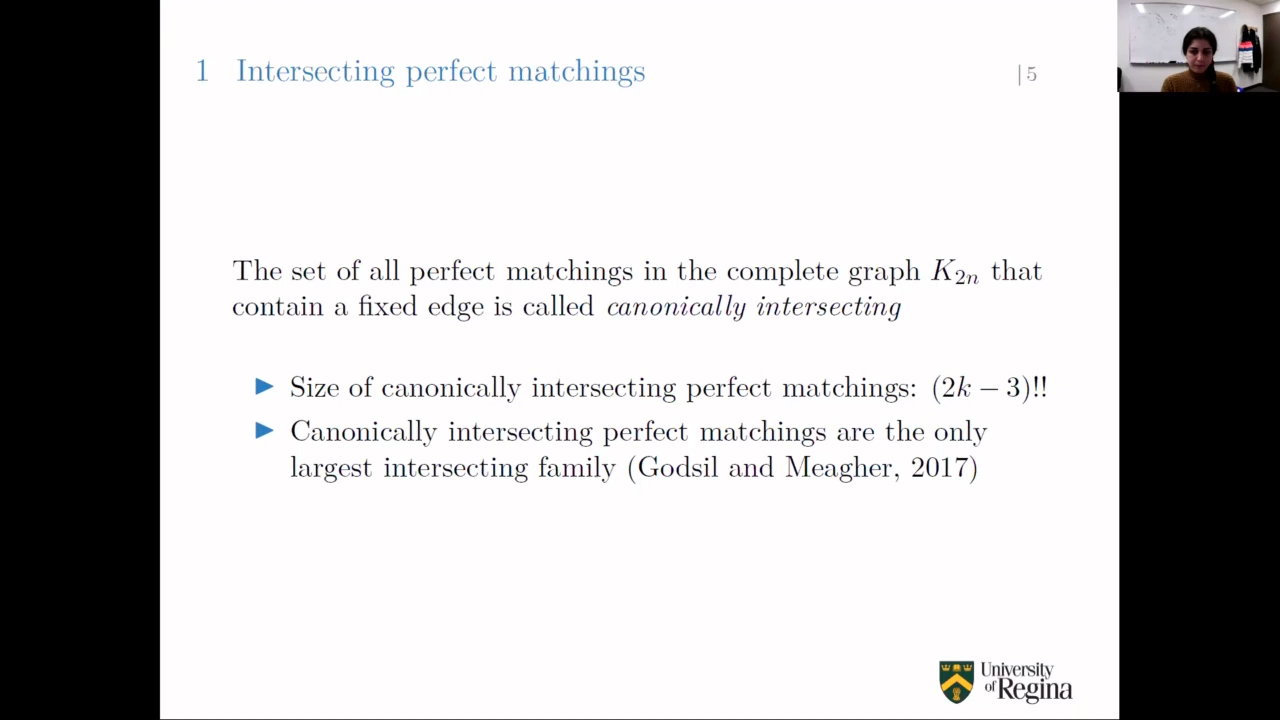 1 Intersecting perfect matchings
| 5
The set of all perfect matchings in the complete graph K_{2n} that
contain a fixed edge is called canonically intersecting
▶ Size of canonically intersecting perfect matchings: (2k − 3)!!
▶ Canonically intersecting perfect matchings are the only
largest intersecting family (Godsil and Meagher, 2017)
University
of Regina